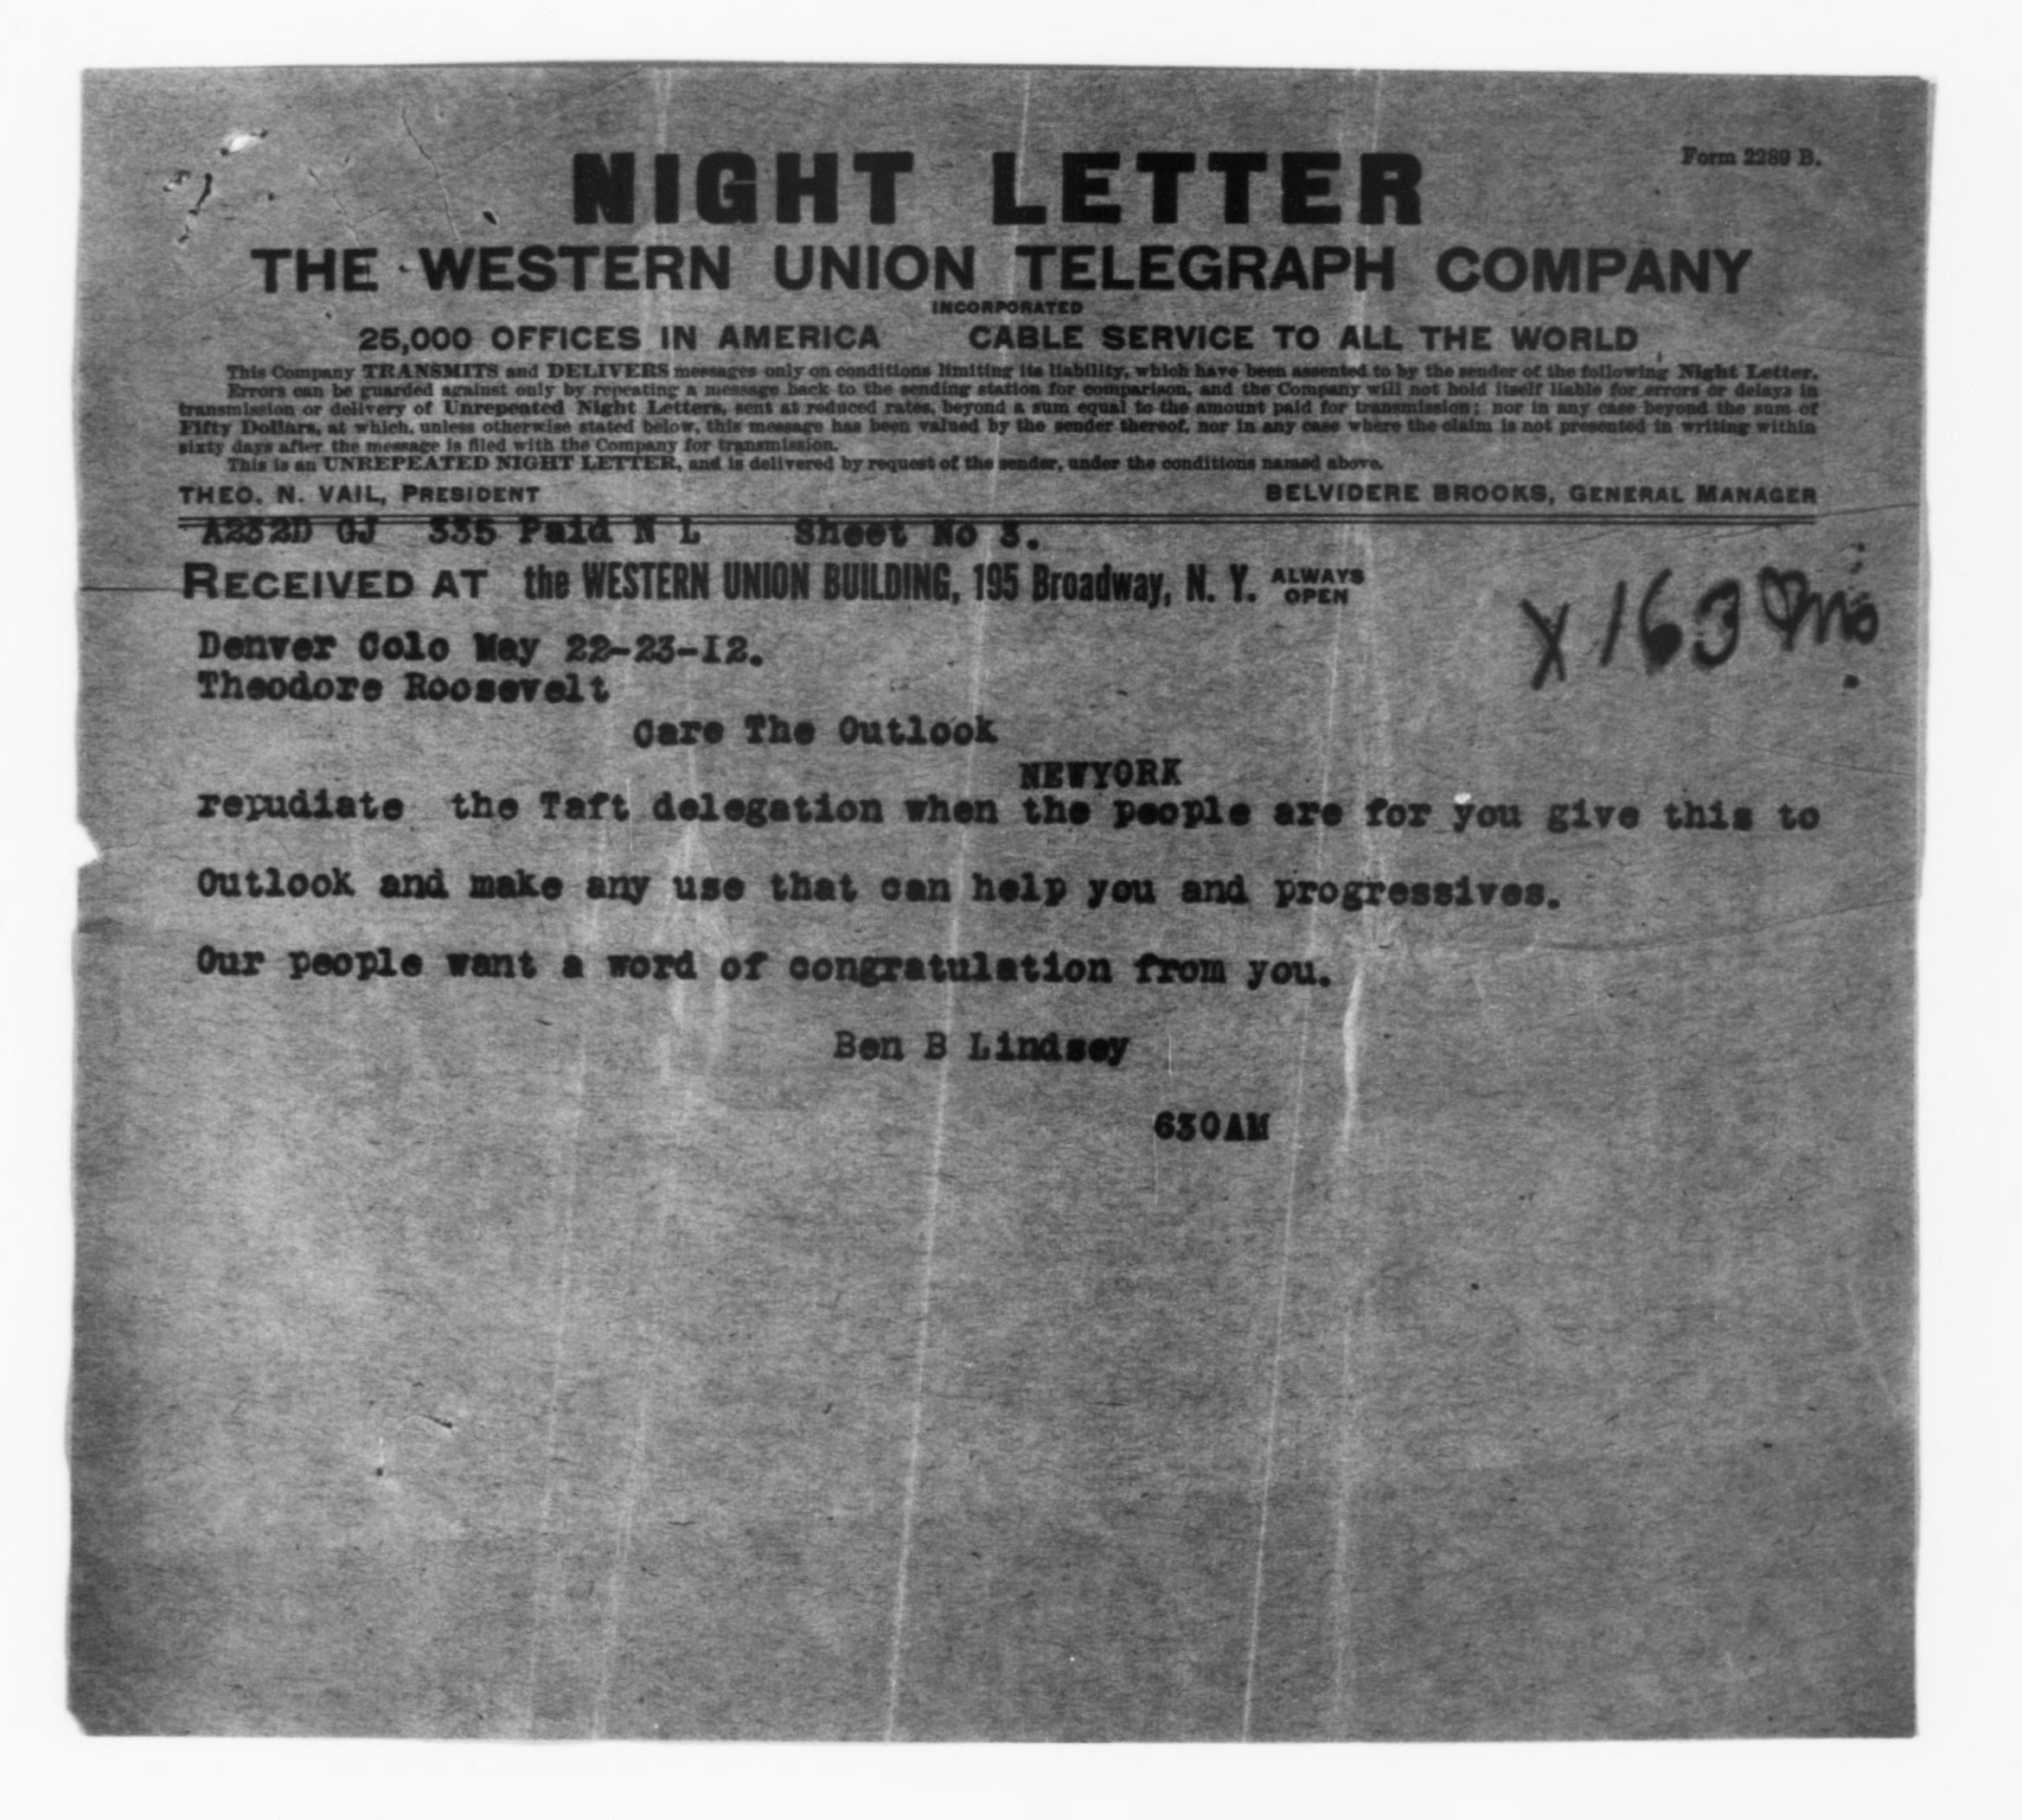 Form 2289 B.
NIGHT LETTER
THE WESTERN UNION TELEGRAPH COMPANY
INCORPORATED
25,000 OFFICES IN AMERICA CABLE SERVICE TO ALL THE WORLD
This Company TRANSMITS and DELIVERS messages only on conditions limiting its liability, which have been assented to by the sender of the following Night Letter.
Errors can be guarded against only by repeating a message back to the sending station for comparison, and the Company will not hold itself liable for errors or delays in
transmission or delivery of Unrepeated Night Letters, sent at reduced rates, beyond a sum equal to the amount paid for transmission; nor in any case beyond the sum of
Fifty Dollars, at which, unless otherwise stated below, this message has been valued by the sender thereof, nor in any case where the claim is not presented in writing within
sixty days after the message is filed with the Company for transmission.
This is an UNREPEATED NIGHT LETTER, and is delivered by request of the sender, under the conditions named above.
THEO. N. VAIL, PRESIDENT BELVIDERE BROOKS, GENERAL MANAGER
A232D GJ 335 Paid N L Sheet No 3.
RECEIVED AT the WESTERN UNION BUILDING, 195 Broadway, N. Y. ALWAYS OPEN
X 163
Denver Colo May 22-23-12.
Theodore Roosevelt
Care The Outlook
NEWYORK
repudiate the Taft delegation when the people are for you give this to
Outlook and make any use that can help you and progressives.
Our people want a word of congratulation from you.
Ben B Lindsey
630AM